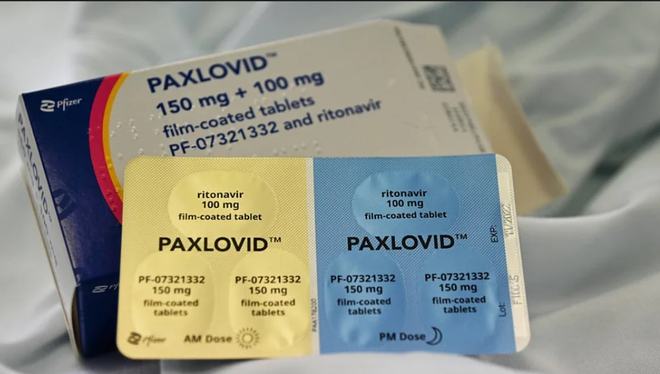 Pfizer
PAXLOVID™
150 mg + 100 mg
film-coated tablets
PF-07321332 and ritonavir
PAXLOVID™
ritonavir
100 mg
film-coated tablet
PAXLOVID™
PF-07321332
150 mg
film-coated
tablets
PF-07321332
150 mg
film-coated
tablets
Pfizer
AM Dose
ritonavir
100 mg
film-coated tablet
PAXLOVID™
PF-07321332
150 mg
film-coated
tablets
PF-07321332
150 mg
film-coated
tablets
PM Dose
EXP.
11/2022
Lot: